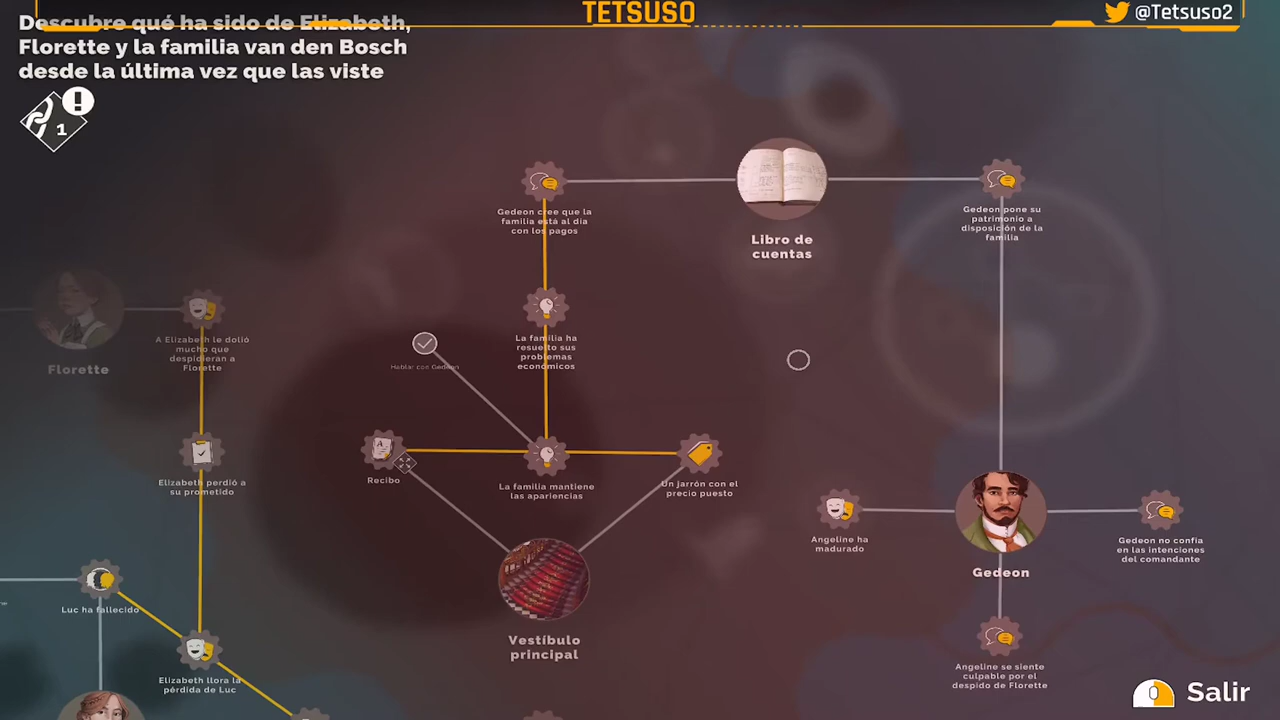 TETSUSO
@Tetsuso2
Descubre qué ha sido de Elizabeth,
Florette y la familia van den Bosch
desde la última vez que las viste
1
Gedeon cree que la
familia está al día
con los pagos
Libro de
cuentas
Gedeon pone su
patrimonio a
disposición de la
familia
A Elizabeth le dolió
mucho que
despidieran a
Florette
Florette
La familia ha
resuelto sus
problemas
económicos
Hablar con Gedeon
Recibo
La familia mantiene
las apariencias
Un jarrón con el
precio puesto
Elizabeth perdió a
su prometido
Angeline ha
madurado
Gedeon
Gedeon no confía
en las intenciones
del comandante
Luc ha fallecido
Vestíbulo
principal
Elizabeth llora la
pérdida de Luc
Angeline se siente
culpable por el
despido de Florette
Salir